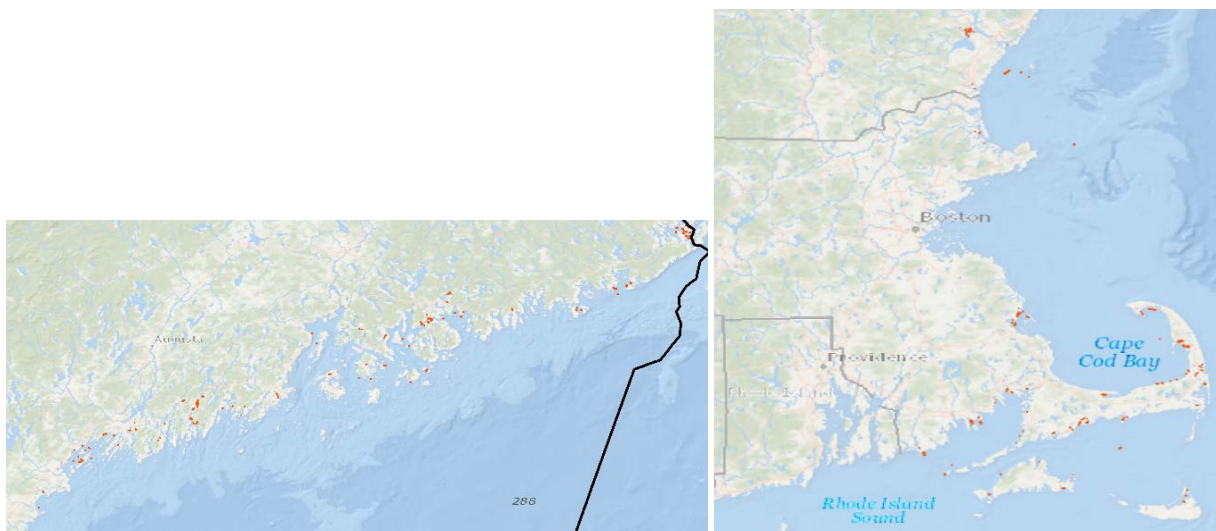 Augusta
288
Boston
Cape
Cod Bay
Providence
Rhode Island
Rhode Island
Sound